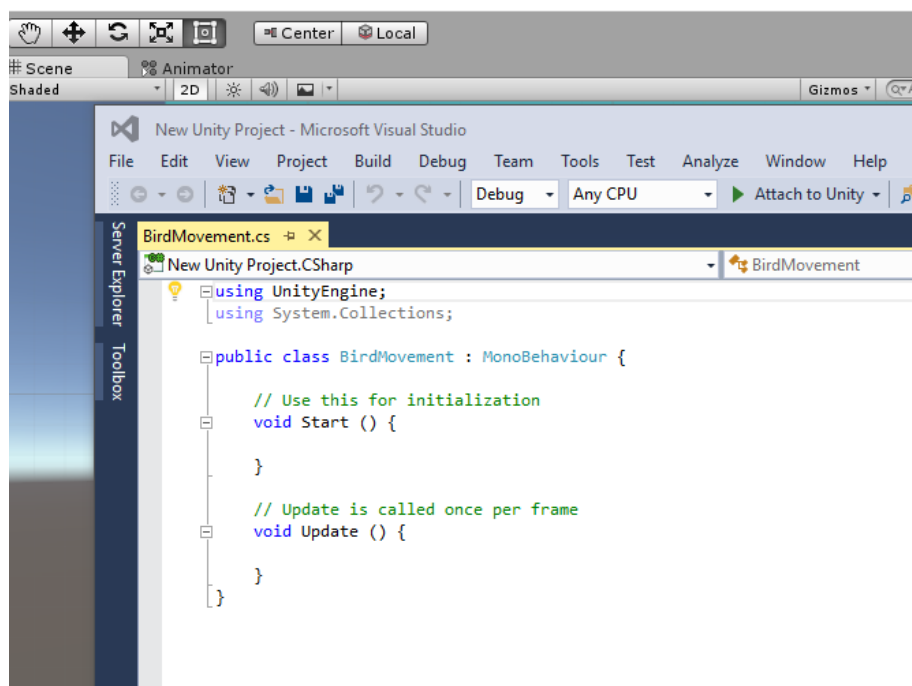 Center Local
# Scene Animator
Shaded 2D Gizmos
New Unity Project - Microsoft Visual Studio
File Edit View Project Build Debug Team Tools Test Analyze Window Help
Debug Any CPU Attach to Unity
Server Explorer
Toolbox
BirdMovement.cs
New Unity Project.CSharp BirdMovement
using UnityEngine;
using System.Collections;
public class BirdMovement : MonoBehaviour {
// Use this for initialization
void Start () {
}
// Update is called once per frame
void Update () {
}
}